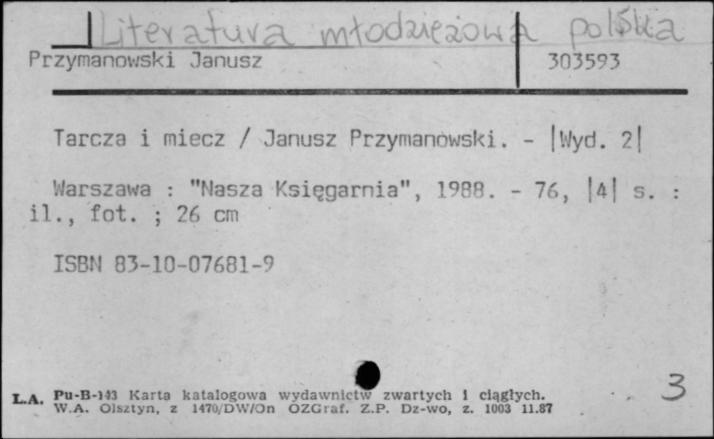 Literatura młodzieżowa polska
Przymanowski Janusz 303593
Tarcza i miecz / Janusz Przymanowski. - |Wyd. 2|
Warszawa : "Nasza Księgarnia", 1988. - 76, |4| s. :
il., fot. ; 26 cm
ISBN 83-10-07681-9
3
L.A. Pu-B-143 Karta katalogowa wydawnictw zwartych i ciągłych.
W.A. Olsztyn, z 1470/DW/On OZGraf. Z.P. Dz-wo, z. 1003 11.87